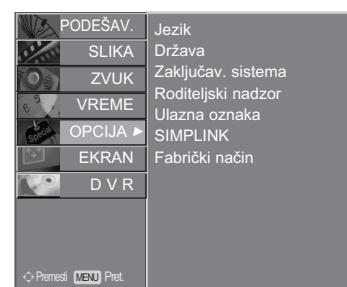 PODEŠAV.
SLIKA
ZVUK
VREME
OPCIJA ►
EKRAN
D V R
Jezik
Država
Zaključav. sistema
Roditeljski nadzor
Ulazna oznaka
SIMPLINK
Fabrički način
Premesti MENU Pret.